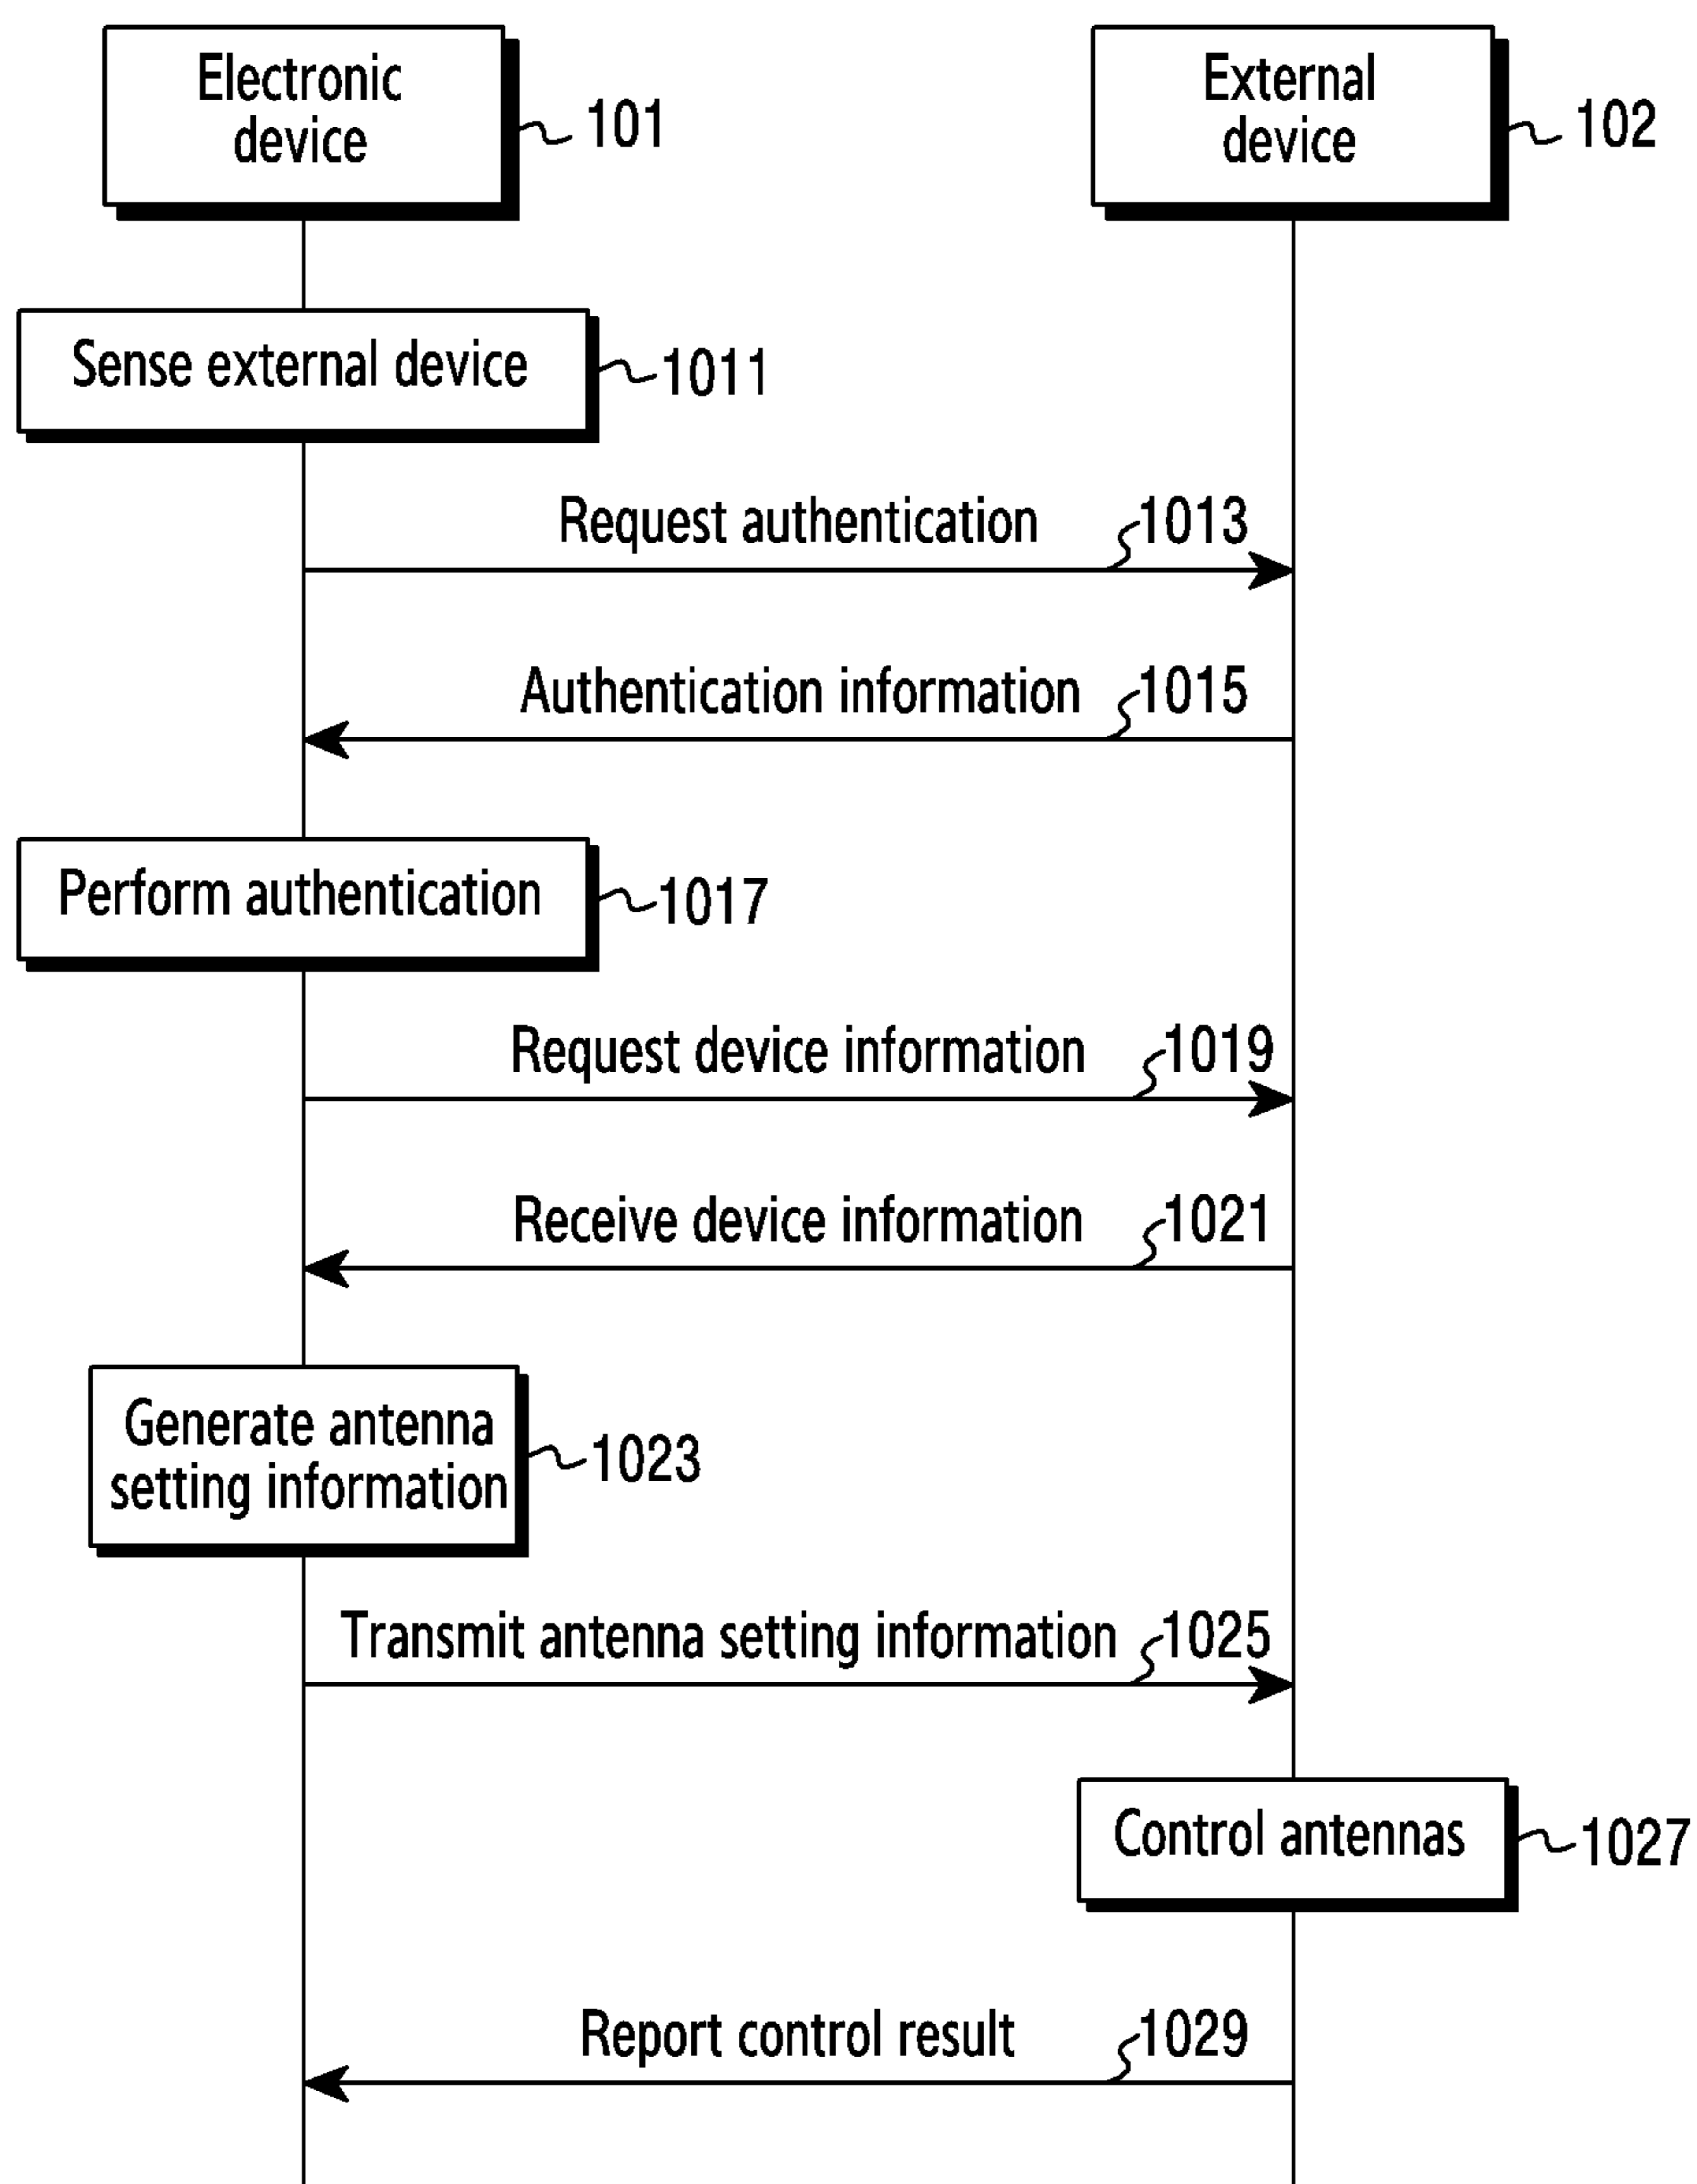 Electronic
device
101
External
device
102
Sense external device
1011
Request authentication
1013
Authentication information
1015
Perform authentication
1017
Request device information
1019
Receive device information
1021
Generate antenna
setting information
1023
Transmit antenna setting information
1025
Control antennas
1027
Report control result
1029